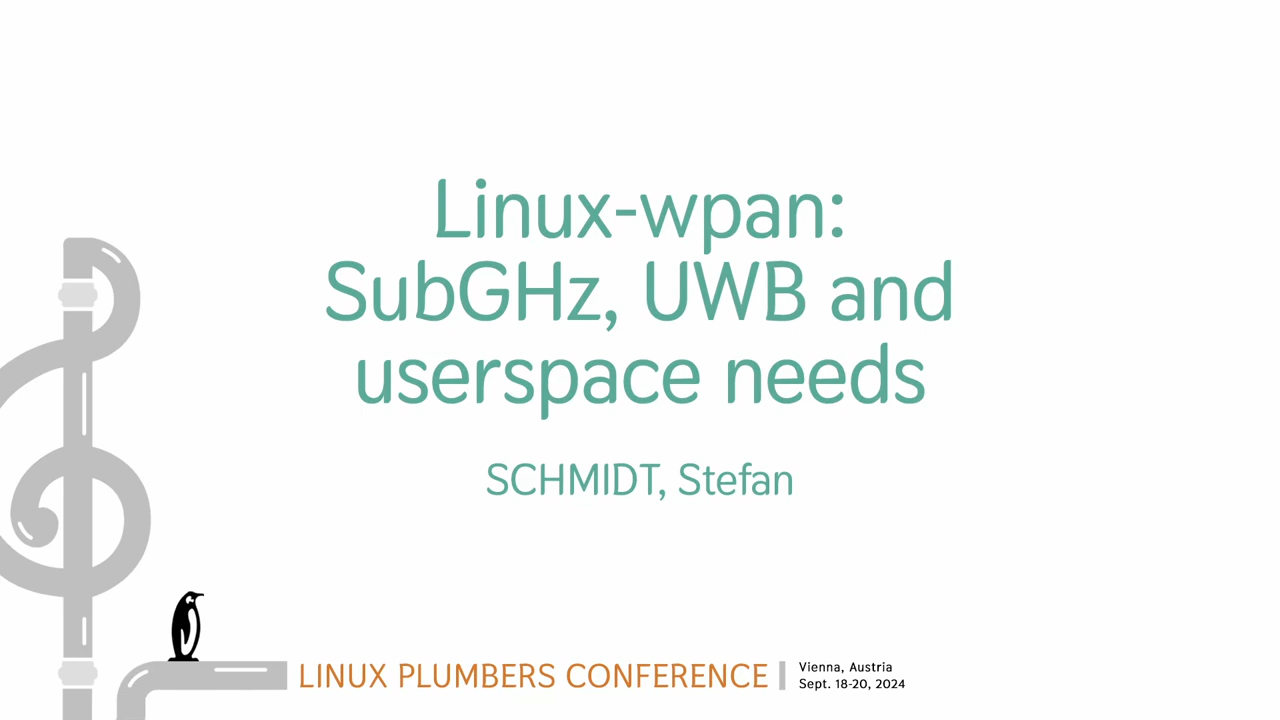 Linux-wpan:
SubGHz, UWB and
userspace needs
SCHMIDT, Stefan
LINUX PLUMBERS CONFERENCE
Vienna, Austria
Sept. 18-20, 2024